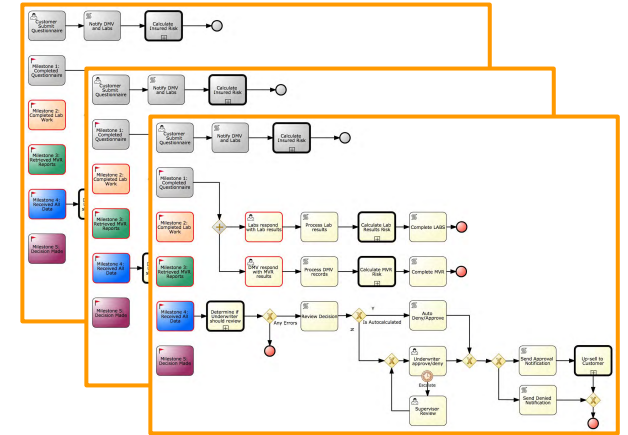 Customer
Submit
Questionnaire
Notify DMV
and Labs
Calculate
Insured Risk
Milestone 1:
Completed
Questionnaire
Milestone 2:
Completed Lab
Work
Milestone 3:
Retrieved MVR
Reports
Milestone 4:
Received All
Data
Milestone 5:
Decision Made
Customer
Submit
Questionnaire
Notify DMV
and Labs
Calculate
Insured Risk
Milestone 1:
Completed
Questionnaire
Milestone 2:
Completed Lab
Work
Milestone 3:
Retrieved MVR
Reports
Milestone 4:
Received All
Data
Milestone 5:
Decision Made
Customer
Submit
Questionnaire
Notify DMV
and Labs
Calculate
Insured Risk
Milestone 1:
Completed
Questionnaire
Milestone 2:
Completed Lab
Work
Labs respond
with Lab results
Process Lab
results
Calculate Lab
Results Risk
Complete LABS
Milestone 3:
Retrieved MVR
Reports
DMV respond
with MVR
results
Process DMV
records
Calculate MVR
Risk
Complete MVR
Milestone 4:
Received All
Data
Determine if
Underwriter
should review
Any Errors
Review Decision
Is Autocalculated
Auto
Deny/Approve
Milestone 5:
Decision Made
Underwriter
approve/deny
Escalate
Supervisor
Review
Send Approval
Notification
Up-sell to
Customer
Send Denied
Notification